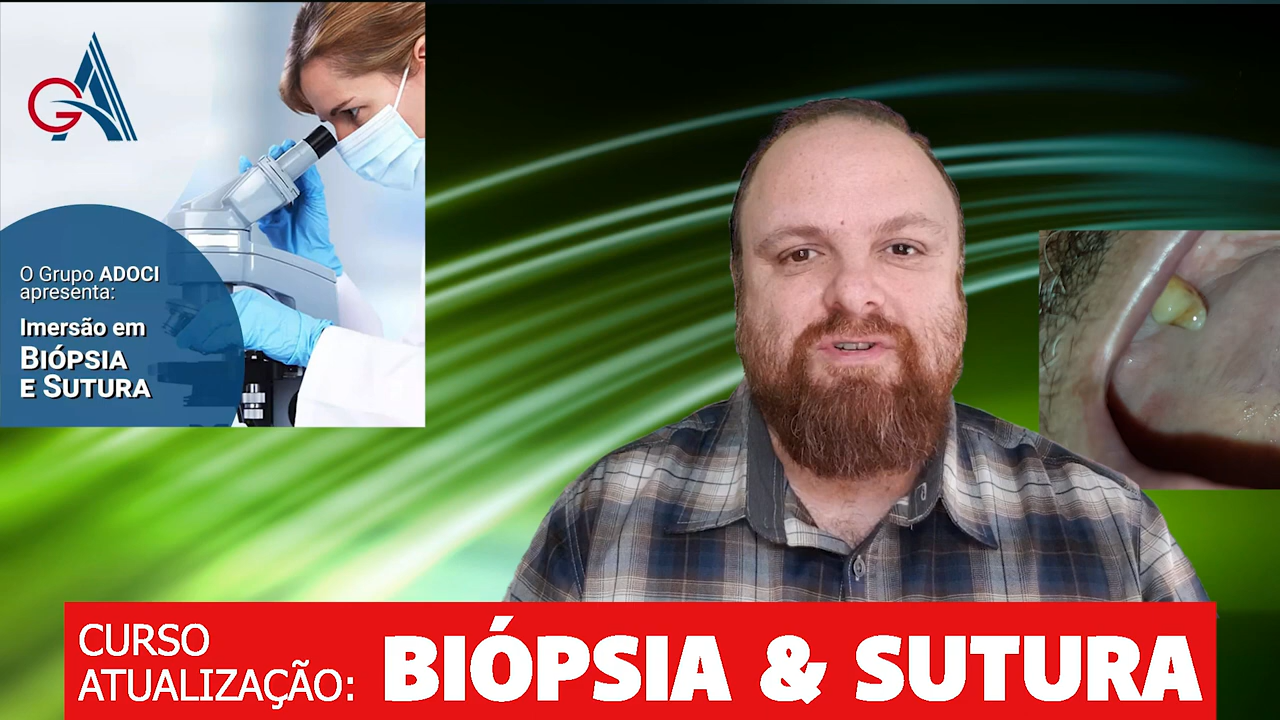 GA
O Grupo ADOCI
apresenta:
Imersão em
BIÓPSIA
E SUTURA
CURSO
ATUALIZAÇÃO:
BIÓPSIA & SUTURA